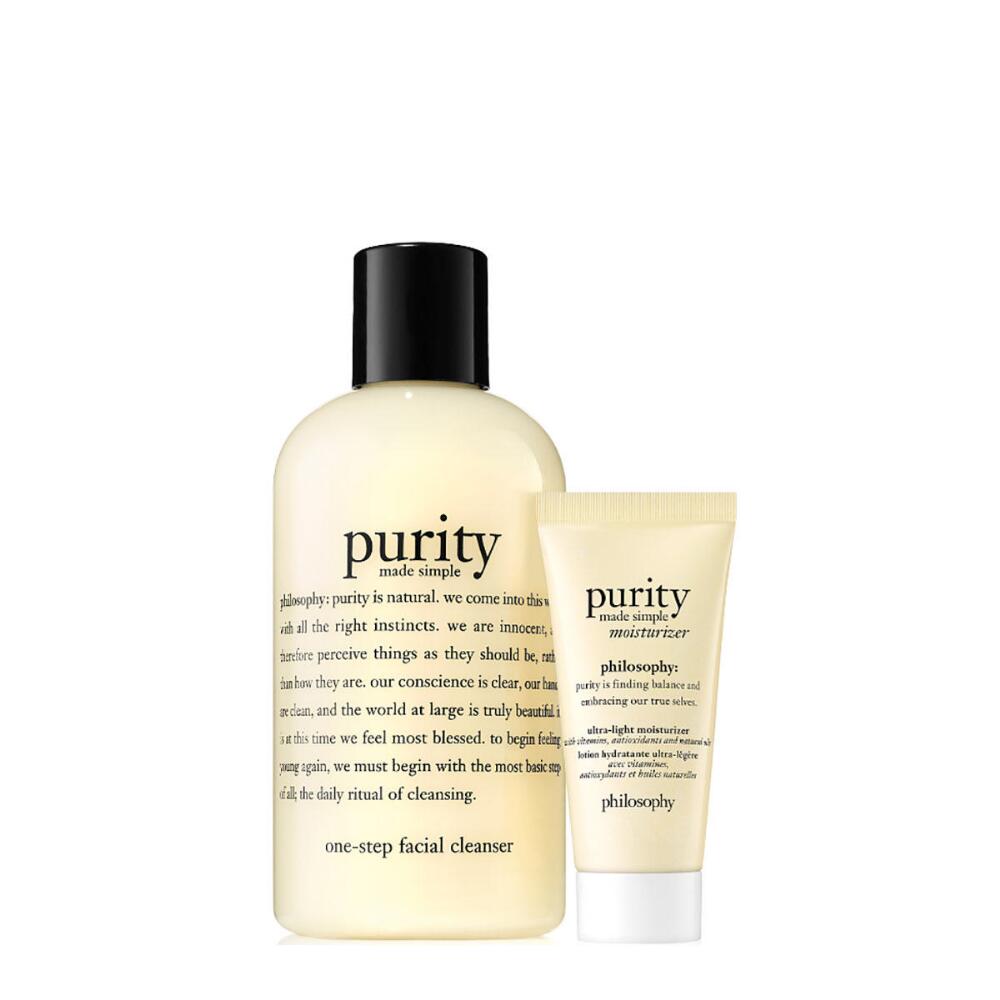 purity
made simple
philosophy: purity is natural. we come into this
with all the right instincts. we are innocent,
therefore perceive things as they should be,
than how they are. our conscience is clear, our
are clean, and the world at large is truly beautiful.
is at this time we feel most blessed. to begin feeling
young again, we must begin with the most basic step
of all; the daily ritual of cleansing.
one-step facial cleanser
purity
made simple
moisturizer
philosophy:
purity is finding balance and
embracing our true selves.
ultra-light moisturizer
with vitamins, antioxidants and natural
lotion hydratante ultra-légère
avec vitamines,
antioxydants et huiles naturelles
philosophy